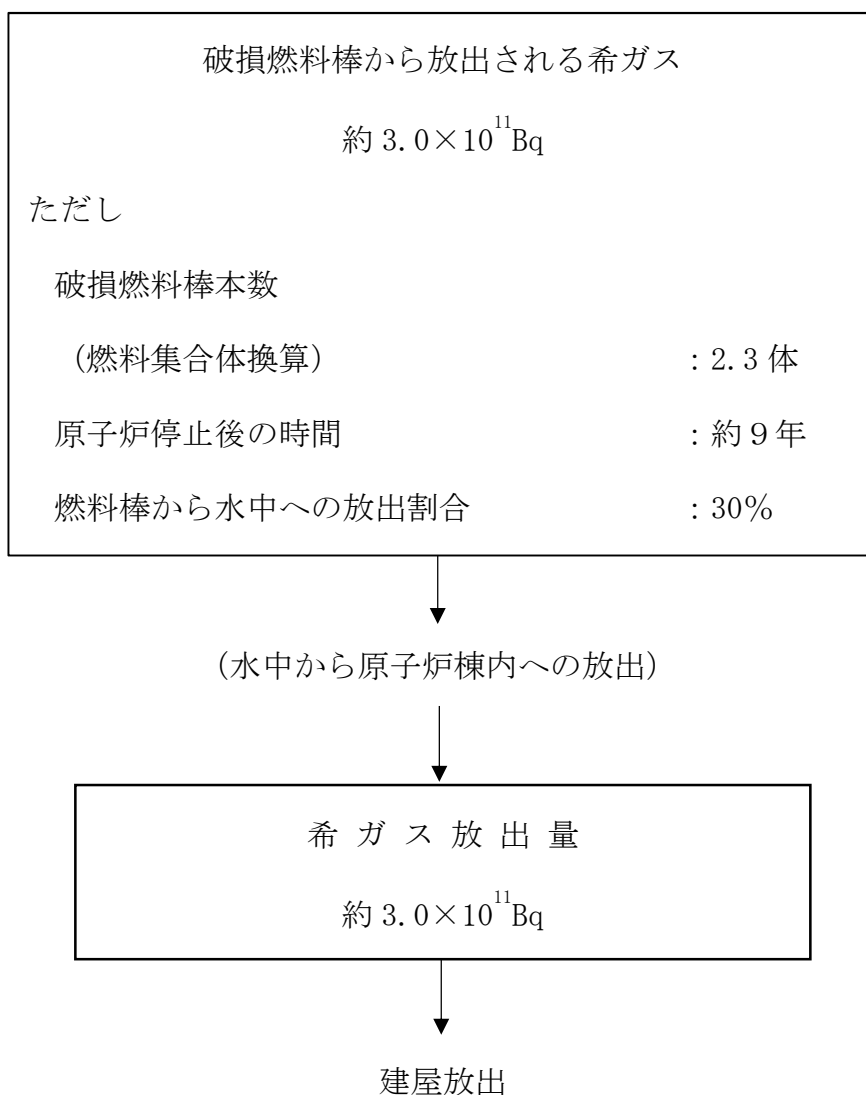 破損燃料棒から放出される希ガス
約 3.0×10¹¹Bq
ただし
破損燃料棒本数
（燃料集合体換算） : 2.3 体
原子炉停止後の時間 : 約９年
燃料棒から水中への放出割合 : 30％
（水中から原子炉棟内への放出）
希 ガ ス 放 出 量
約 3.0×10¹¹Bq
建屋放出